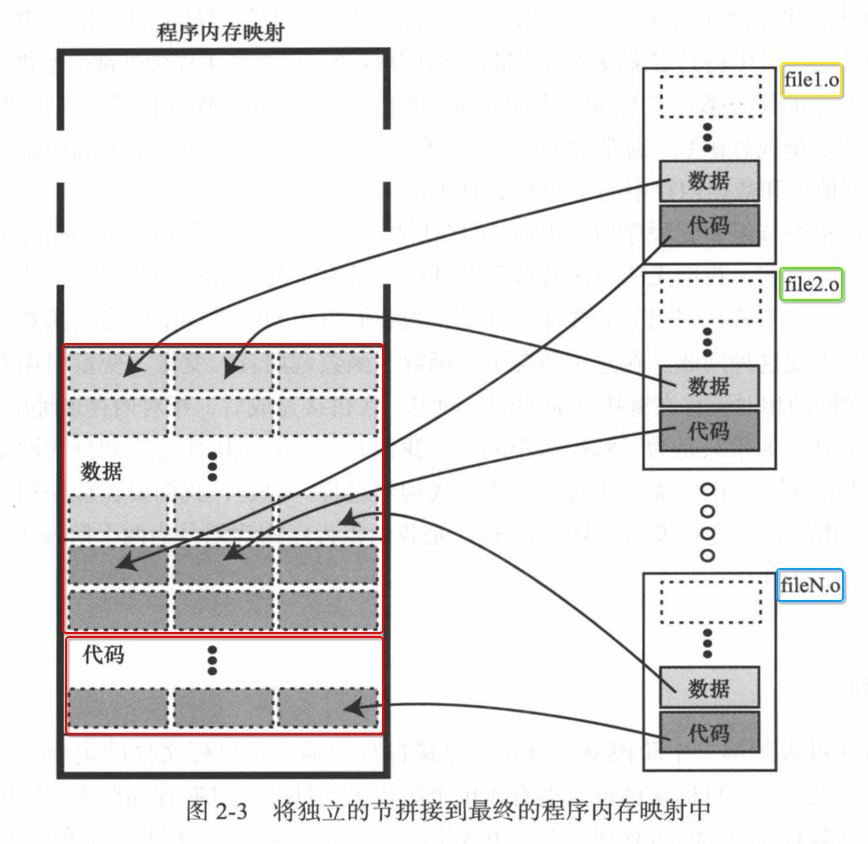 程序内存映射
file1.o
数据
代码
file2.o
数据
代码
数据
代码
fileN.o
数据
代码
图 2-3 将独立的节拼接到最终的程序内存映射中